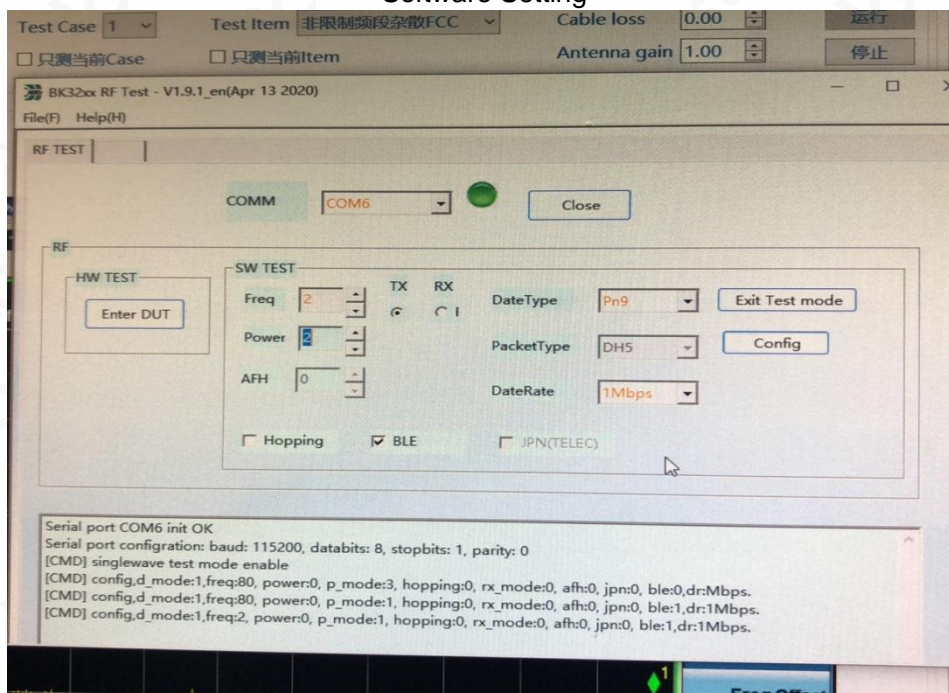 Software Setting
Test Case 1 Test Item 非限制频段杂散FCC Cable loss 0.00 运行
只测当前Case 只测当前Item Antenna gain 1.00 停止
BK32xx RF Test - V1.9.1_en(Apr 13 2020)
File(F) Help(H)
RF TEST
COMM COM6 Close
RF
HW TEST SW TEST
TX RX
Enter DUT Freq 2 DateType Pn9 Exit Test mode
Power 2 PacketType DH5 Config
AFH 0 DateRate 1Mbps
Hopping BLE JPN(TELEC)
Serial port COM6 init OK
Serial port configration: baud: 115200, databits: 8, stopbits: 1, parity: 0
[CMD] singlewave test mode enable
[CMD] config,d_mode:1,freq:80, power:0, p_mode:3, hopping:0, rx_mode:0, afh:0, jpn:0, ble:0,dr:Mbps.
[CMD] config,d_mode:1,freq:80, power:0, p_mode:1, hopping:0, rx_mode:0, afh:0, jpn:0, ble:1,dr:1Mbps.
[CMD] config,d_mode:1,freq:2, power:0, p_mode:1, hopping:0, rx_mode:0, afh:0, jpn:0, ble:1,dr:1Mbps.
1